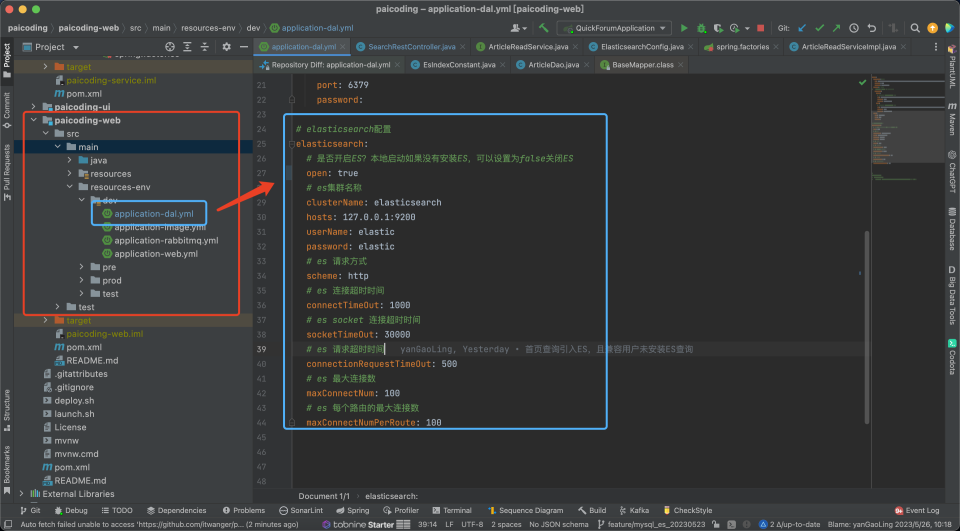 paicoding – application-dal.yml [paicoding-web]
paicoding
paicoding-web
src
main
resources-env
dev
application-dal.yml
QuickForumApplication
Git:
Project
application-dal.yml
SearchRestController.java
ArticleReadService.java
ElasticsearchConfig.java
spring.factories
ArticleReadServiceImpl.java
Repository Diff: application-dal.yml
EsIndexConstant.java
ArticleDao.java
BaseMapper.class
Project
Commit
Pull Requests
Structure
Bookmarks
target
paicoding-service.iml
pom.xml
paicoding-ui
paicoding-web
src
main
java
resources
resources-env
dev
application-dal.yml
application-image.yml
application-rabbitmq.yml
application-web.yml
pre
prod
test
test
target
paicoding-web.iml
pom.xml
README.md
.gitattributes
.gitignore
deploy.sh
launch.sh
License
mvnw
mvnw.cmd
pom.xml
README.md
External Libraries
21 port: 6379
22 password:
23
24 # elasticsearch配置
25 elasticsearch:
26 # 是否开启ES? 本地启动如果没有安装ES, 可以设置为false关闭ES
27 open: true
28 # es集群名称
29 clusterName: elasticsearch
30 hosts: 127.0.0.1:9200
31 userName: elastic
32 password: elastic
33 # es 请求方式
34 scheme: http
35 # es 连接超时时间
36 connectTimeOut: 1000
37 # es socket 连接超时时间
38 socketTimeOut: 30000
39 # es 请求超时时间 yanGaoLing, Yesterday • 首页查询引入ES, 且兼容用户未安装ES查询
40 connectionRequestTimeOut: 500
41 # es 最大连接数
42 maxConnectNum: 100
43 # es 每个路由的最大连接数
44 maxConnectNumPerRoute: 100
45
46
47
48
PlantUML
Maven
ChatGPT
Database
Big Data Tools
Codota
Document 1/1
elasticsearch:
Git
Debug
TODO
Dependencies
Problems
SonarLint
Spring
Profiler
Terminal
Sequence Diagram
Build
Kafka
CheckStyle
Event Log
Auto fetch failed: unable to access 'https://github.com/itwanger/p... (2 minutes ago)
tabnine Starter
39:14
LF
UTF-8
2 spaces
No JSON schema
feature/mysql_es_20230523
2 Δ/up-to-date
Blame: yanGaoLing 2023/5/26, 10:18